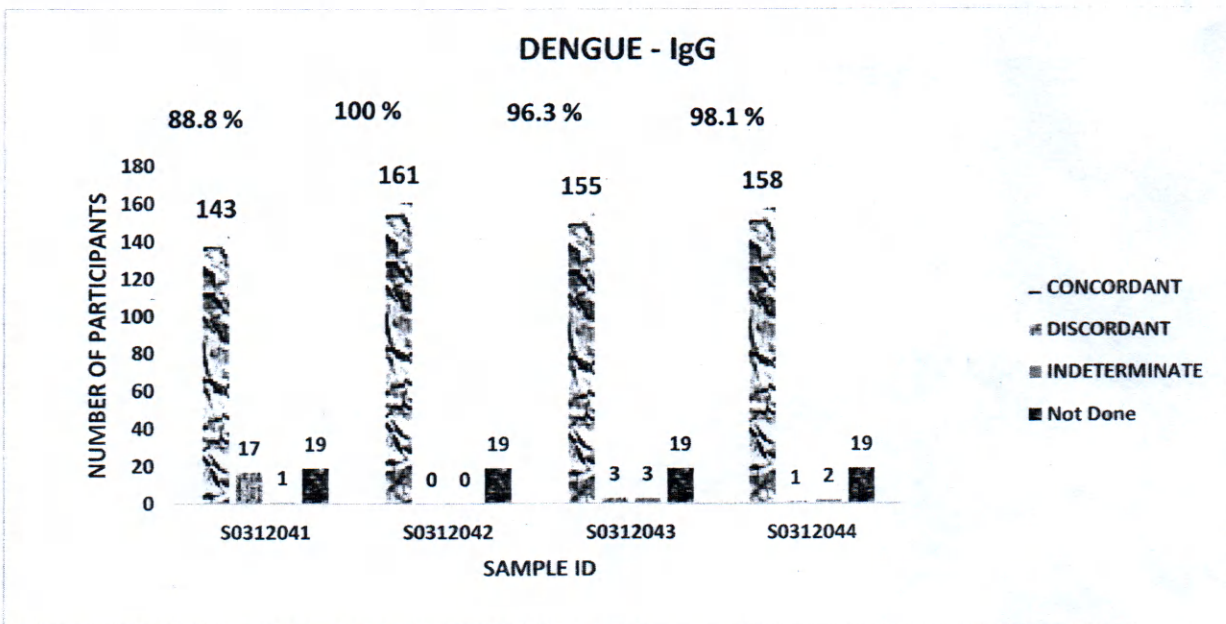 DENGUE - IgG
88.8 % 100 % 96.3 % 98.1 %
NUMBER OF PARTICIPANTS
180
160
140
120
100
80
60
40
20
0
143 17 1 19
161 0 0 19
155 3 3 19
158 1 2 19
S0312041 S0312042 S0312043 S0312044
SAMPLE ID
CONCORDANT
DISCORDANT
INDETERMINATE
Not Done